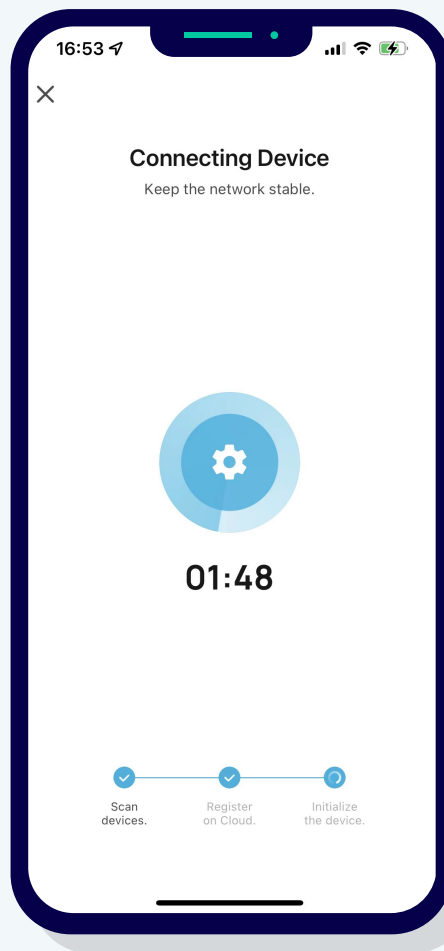 16:53
Connecting Device
Keep the network stable.
01:48
Scan
devices.
Register
on Cloud.
Initialize
the device.